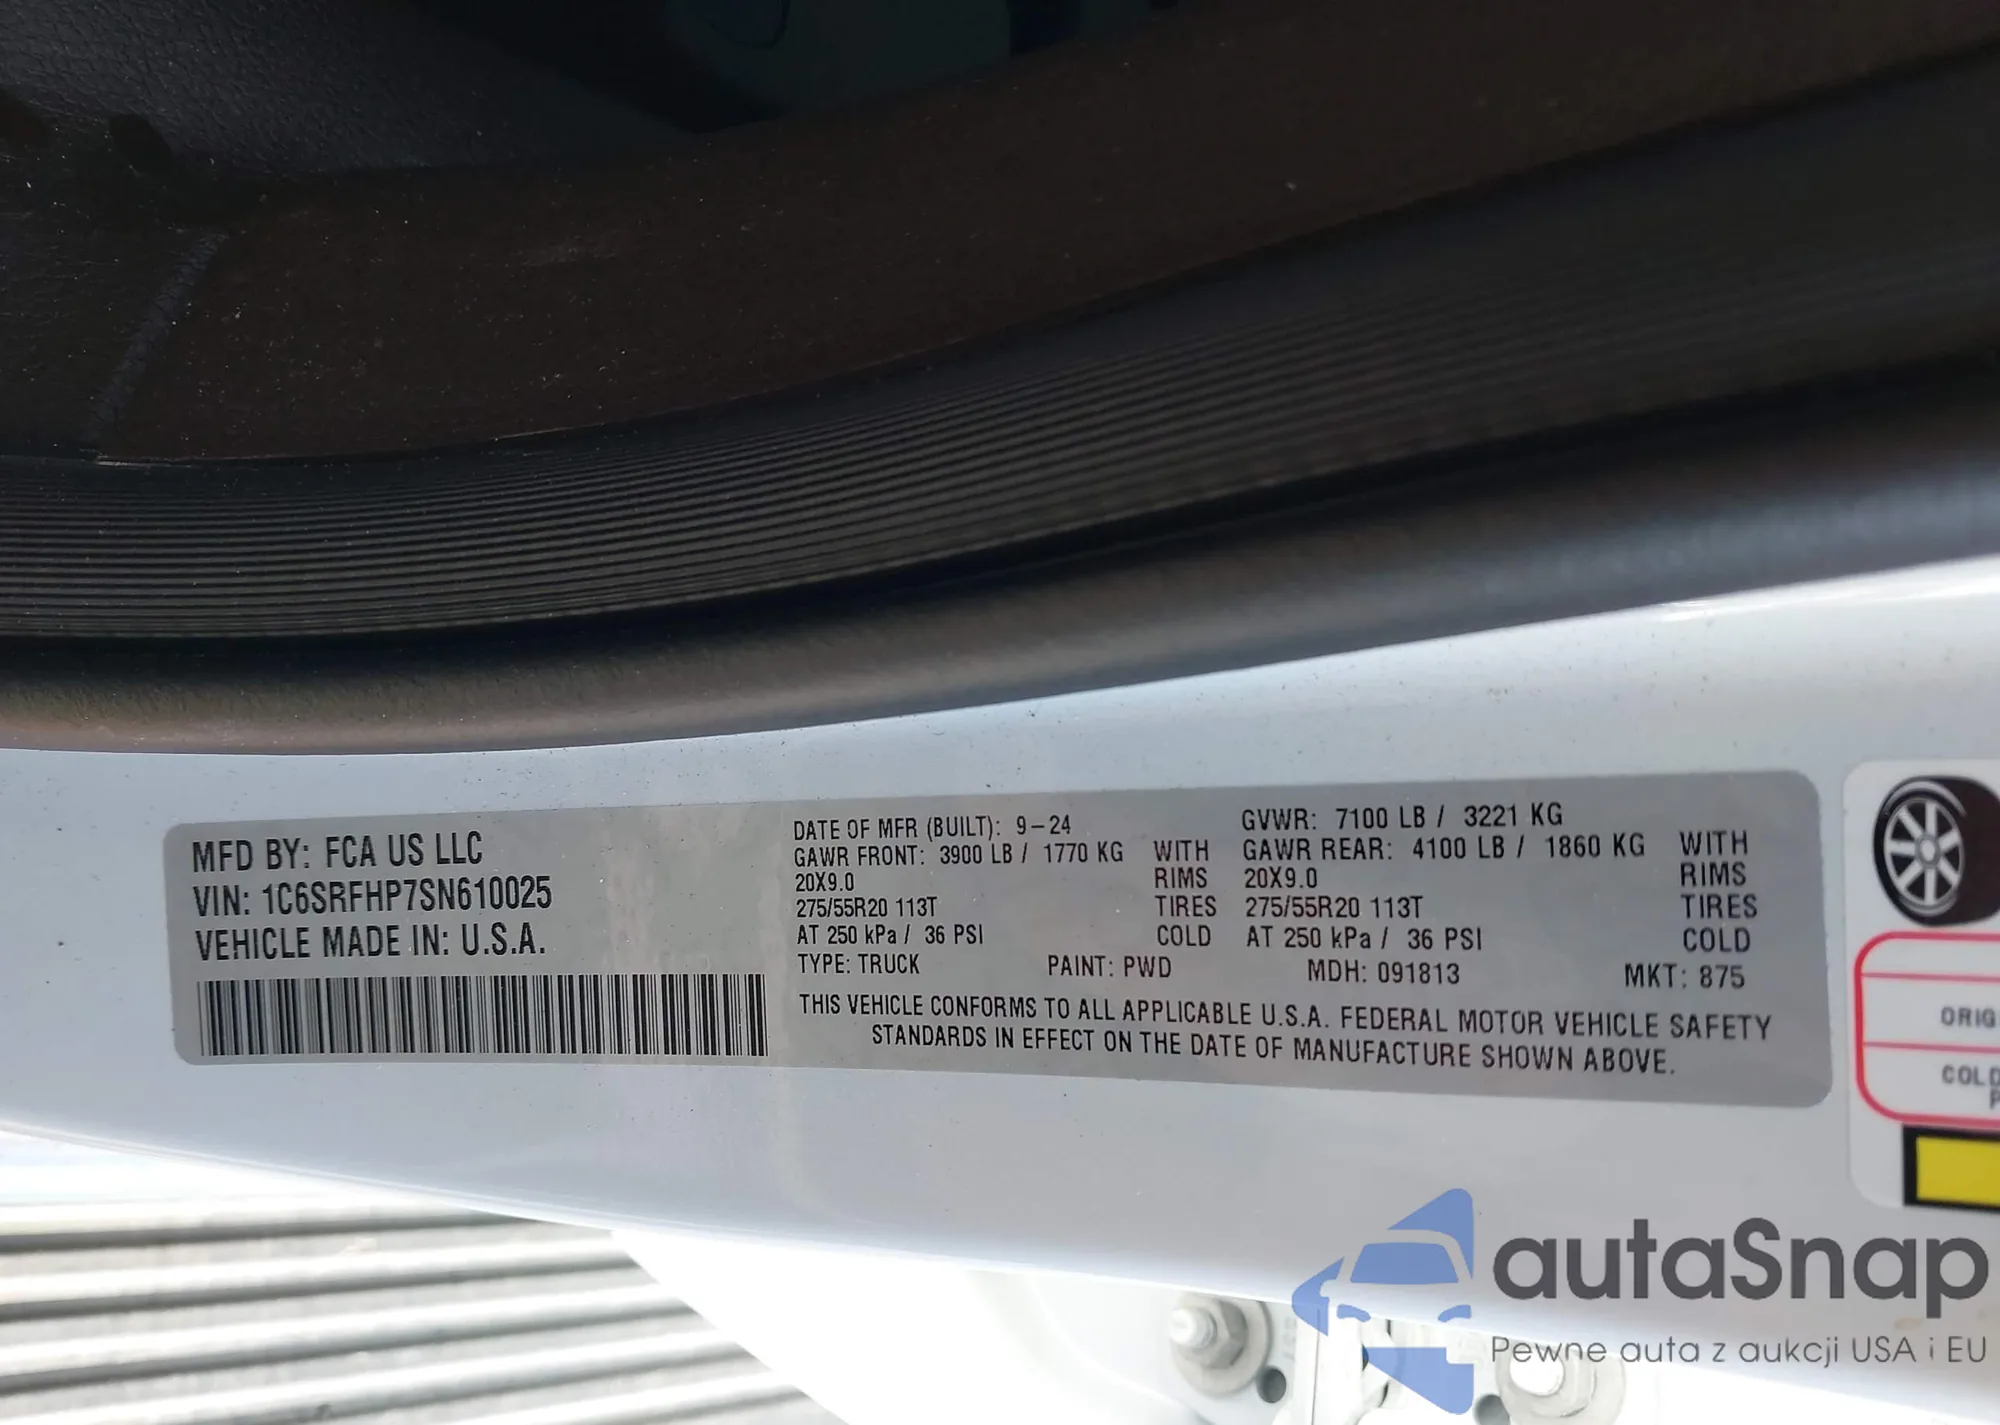 MFD BY: FCA US LLC
VIN: 1C6SRFHP7SN610025
VEHICLE MADE IN: U.S.A.
DATE OF MFR (BUILT): 9-24 GVWR: 7100 LB / 3221 KG
GAWR FRONT: 3900 LB / 1770 KG WITH GAWR REAR: 4100 LB / 1860 KG WITH
20X9.0 RIMS 20X9.0 RIMS
275/55R20 113T TIRES 275/55R20 113T TIRES
AT 250 kPa / 36 PSI COLD AT 250 kPa / 36 PSI COLD
TYPE: TRUCK PAINT: PWD MDH: 091813 MKT: 875
THIS VEHICLE CONFORMS TO ALL APPLICABLE U.S.A. FEDERAL MOTOR VEHICLE SAFETY
STANDARDS IN EFFECT ON THE DATE OF MANUFACTURE SHOWN ABOVE.
ORIG
COLD
P
autaSnap
Pewne auta z aukcji USA i EU